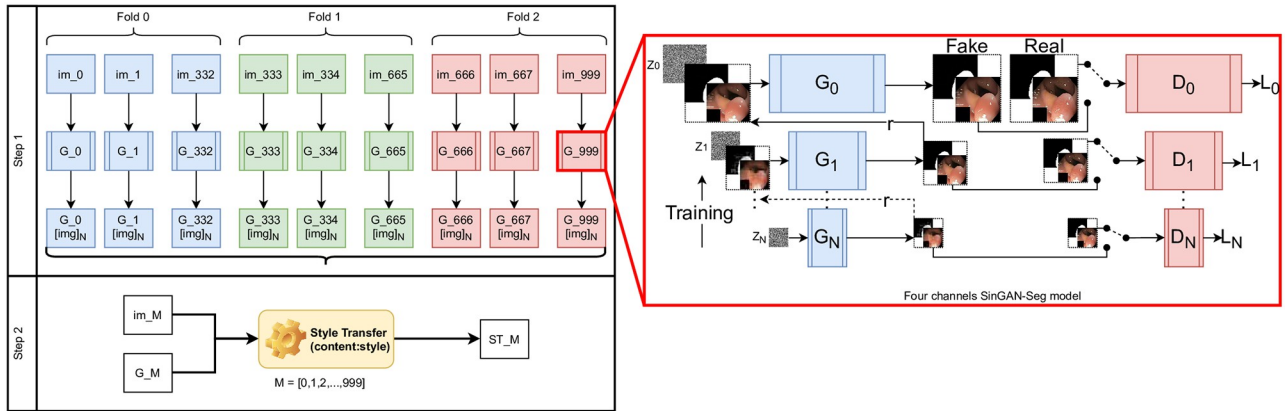 Fold 0 Fold 1 Fold 2
Step 1
im_0 im_1 im_332 im_333 im_334 im_665 im_666 im_667 im_999
G_0 G_1 G_332 G_333 G_334 G_665 G_666 G_667 G_999
G_0 G_1 G_332 G_333 G_334 G_665 G_666 G_667 G_999
[img]N [img]N [img]N [img]N [img]N [img]N [img]N [img]N [img]N
Step 2
im_M
G_M
Style Transfer
(content:style)
ST_M
M = [0,1,2,...,999]
Fake Real
Z0 G0 D0 L0
r
Z1 G1 D1 L1
Training
r
ZN GN DN LN
Four channels SinGAN-Seg model